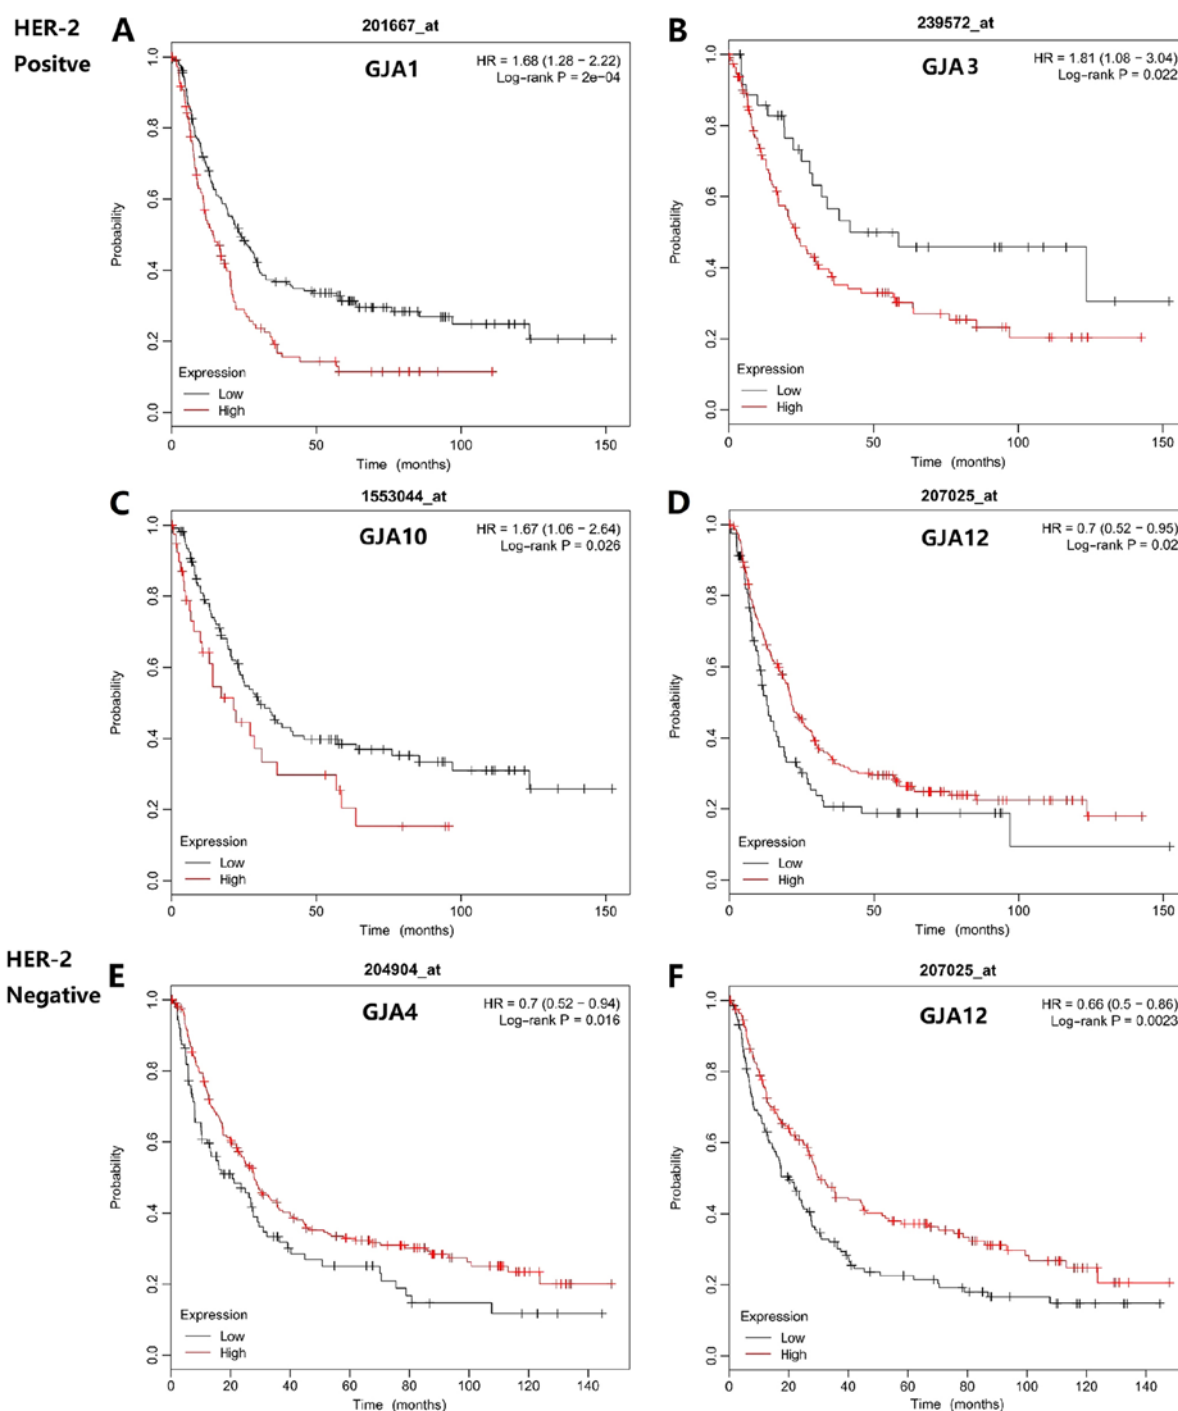 HER-2
Positve
A
201667_at
GJA1
HR = 1.68 (1.28 − 2.22)
Log−rank P = 2e−04
Probability
1.0
0.8
0.6
0.4
0.2
0.0
Expression
Low
High
0 50 100 150
Time (months)
B
239572_at
GJA3
HR = 1.81 (1.08 − 3.04)
Log−rank P = 0.022
Probability
1.0
0.8
0.6
0.4
0.2
0.0
Expression
Low
High
0 50 100 150
Time (months)
C
1553044_at
GJA10
HR = 1.67 (1.06 − 2.64)
Log−rank P = 0.026
Probability
1.0
0.8
0.6
0.4
0.2
0.0
Expression
Low
High
0 50 100 150
Time (months)
D
207025_at
GJA12
HR = 0.7 (0.52 − 0.95)
Log−rank P = 0.02
Probability
1.0
0.8
0.6
0.4
0.2
0.0
Expression
Low
High
0 50 100 150
Time (months)
HER-2
Negative
E
204904_at
GJA4
HR = 0.7 (0.52 − 0.94)
Log−rank P = 0.016
Probability
1.0
0.8
0.6
0.4
0.2
0.0
Expression
Low
High
0 20 40 60 80 100 120 140
Time (months)
F
207025_at
GJA12
HR = 0.66 (0.5 − 0.86)
Log−rank P = 0.0023
Probability
1.0
0.8
0.6
0.4
0.2
0.0
Expression
Low
High
0 20 40 60 80 100 120 140
Time (months)